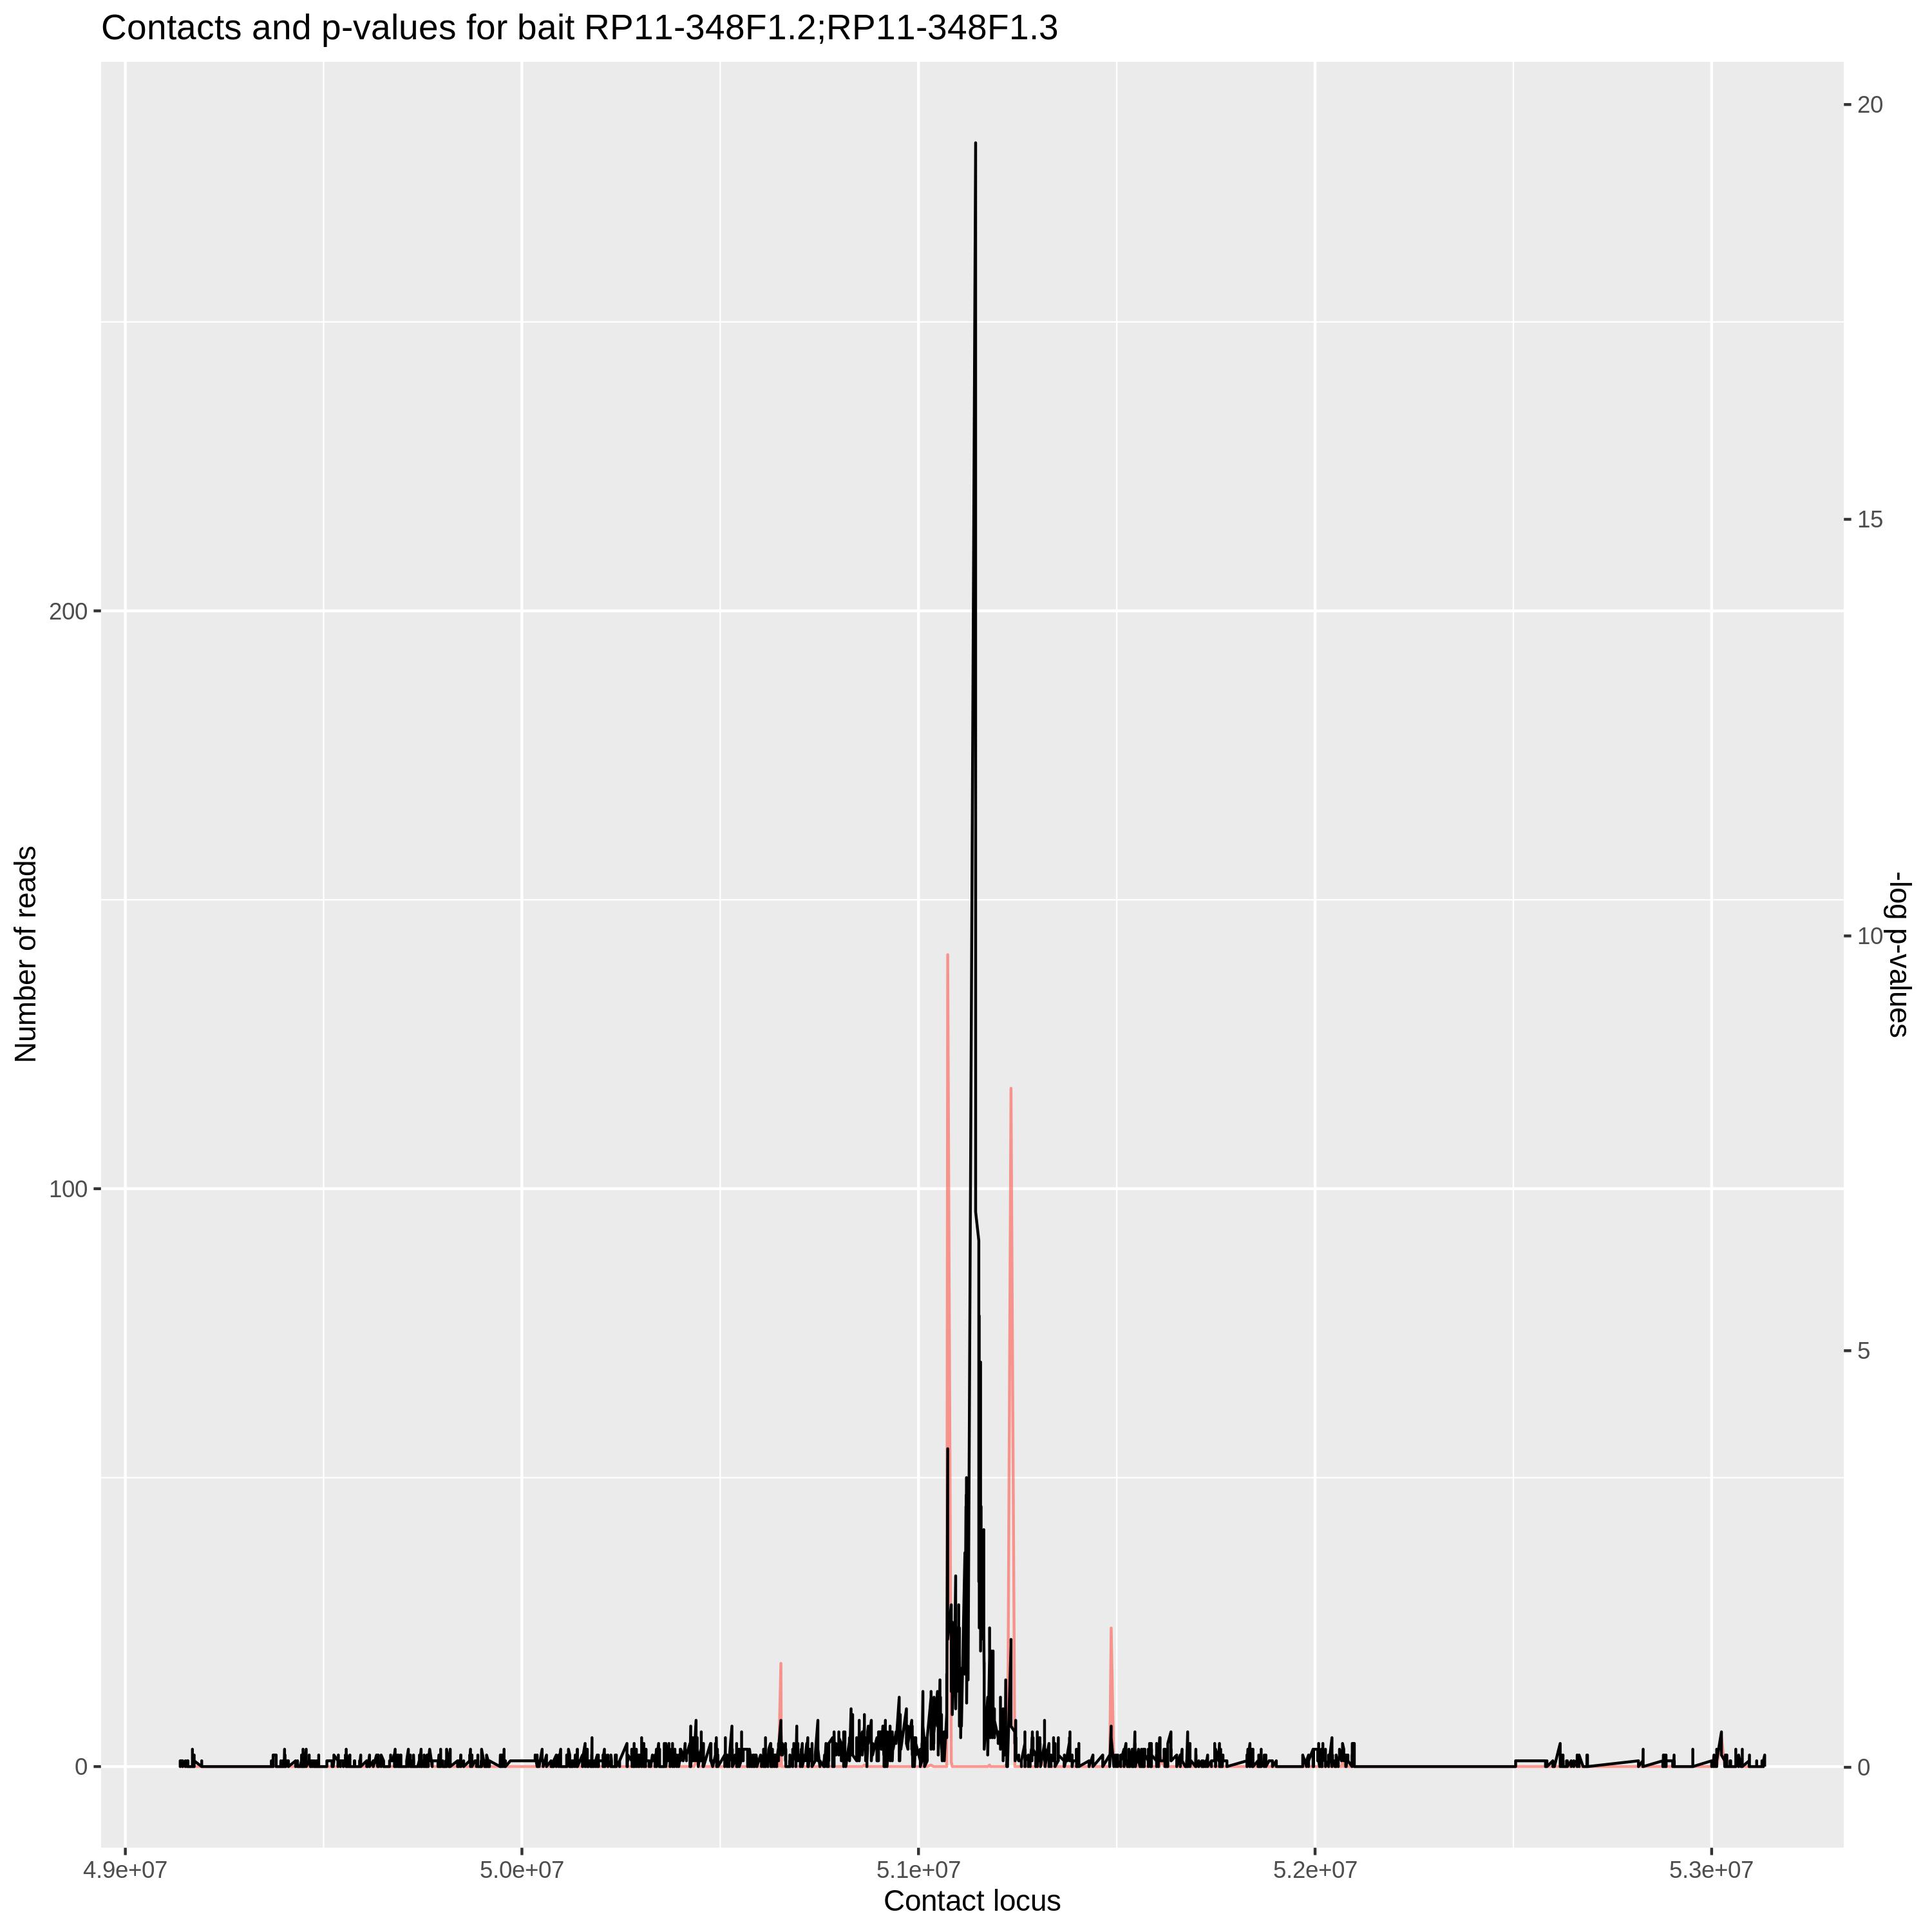 Contacts and p-values for bait RP11-348F1.2;RP11-348F1.3
Number of reads
200
100
0
20
15
10
5
0
-log p-values
4.9e+07 5.0e+07 5.1e+07 5.2e+07 5.3e+07
Contact locus